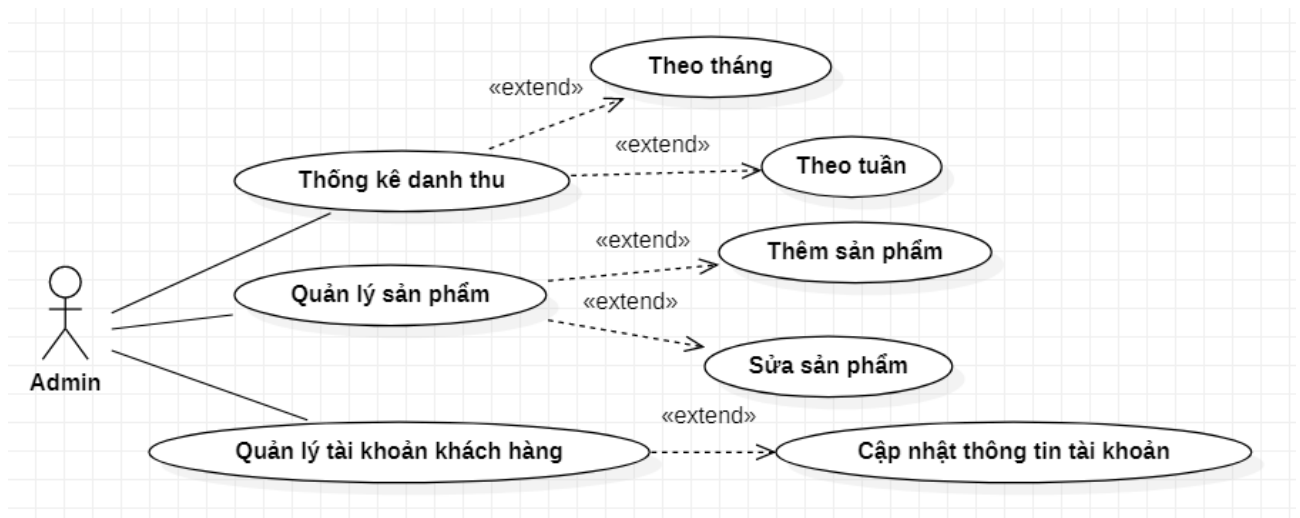 Theo tháng
«extend»
«extend»
Theo tuần
Thống kê danh thu
«extend»
Thêm sản phẩm
Quản lý sản phẩm
«extend»
Sửa sản phẩm
Admin
«extend»
Quản lý tài khoản khách hàng
Cập nhật thông tin tài khoản